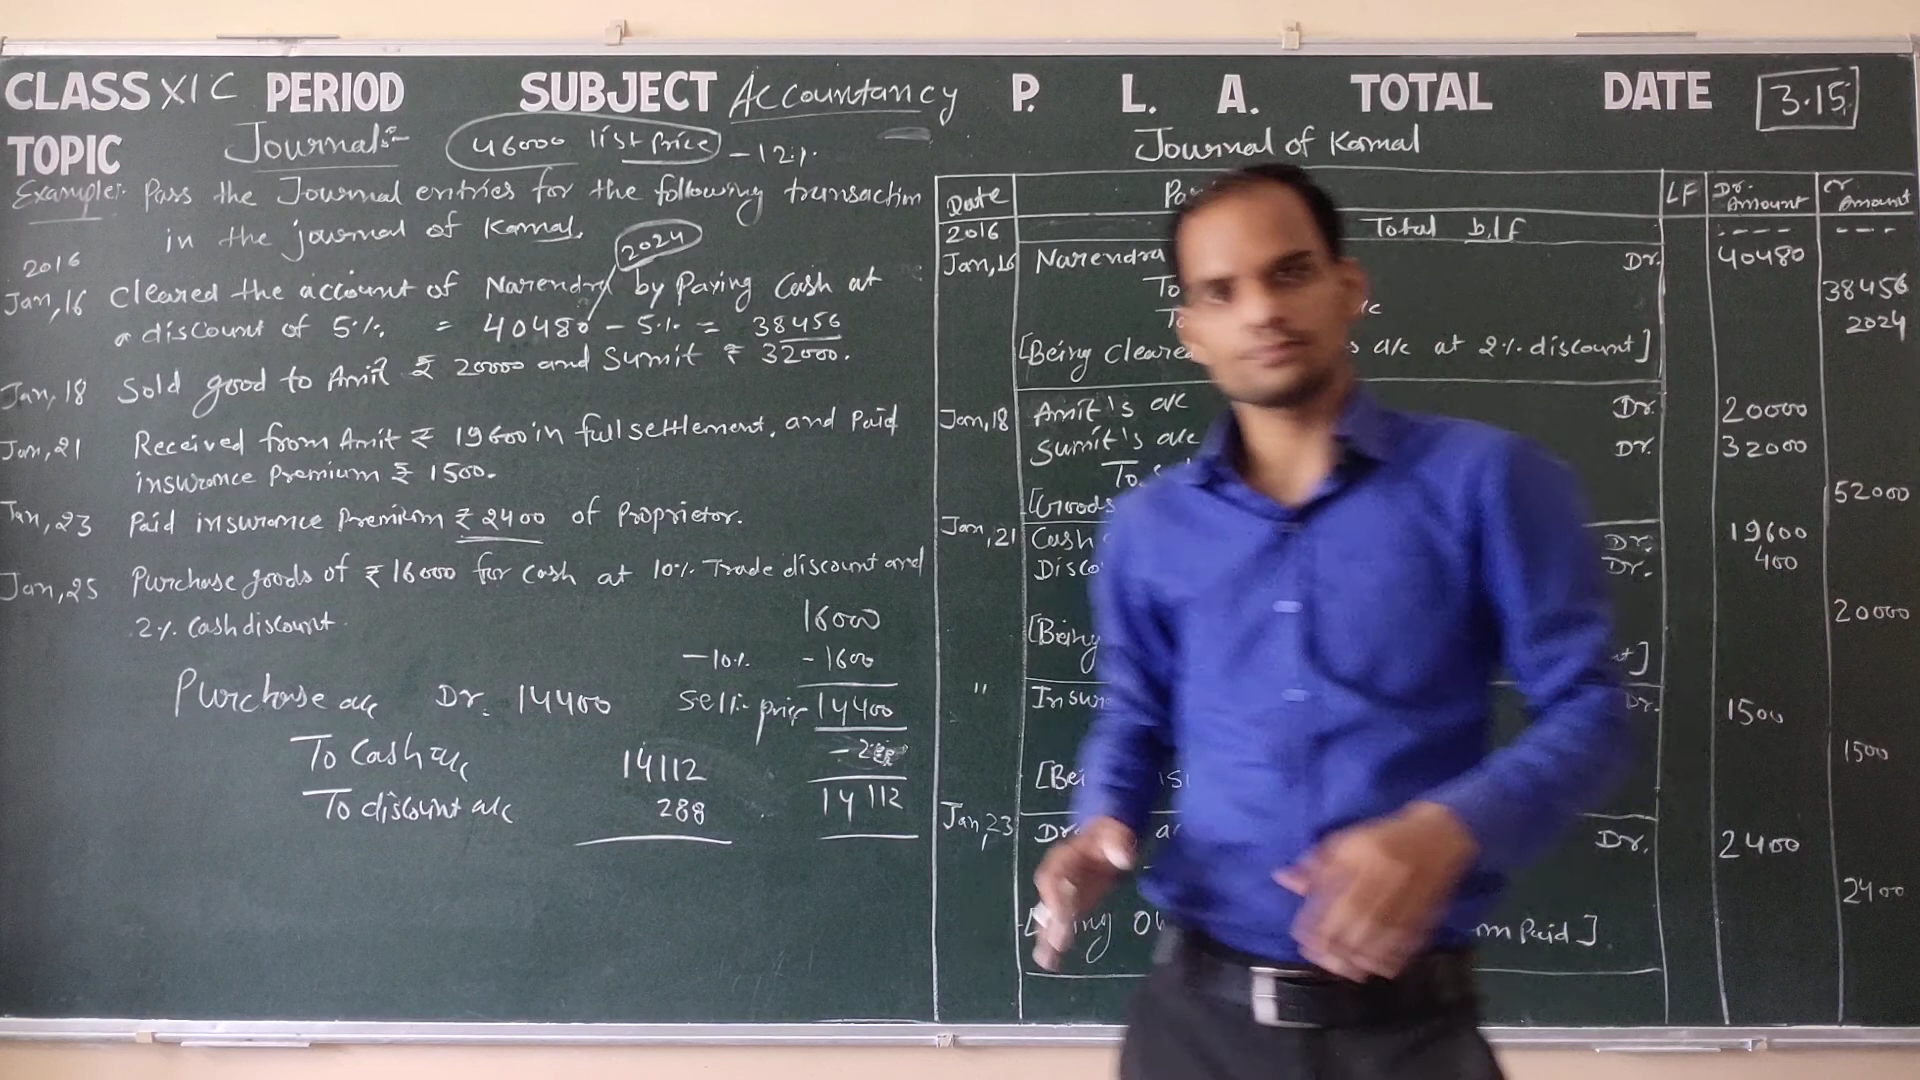 CLASS XI C PERIOD SUBJECT Accountancy P. L. A. TOTAL DATE 3.15
TOPIC Journal:-
46000 list price - 12%
Example:- Pass the Journal entries for the following transaction
in the journal of Kamal.
2016
2024
Jan,16 Cleared the account of Narendra by Paying Cash at
a discount of 5% = 40480 - 5% = 38456
Jan,18 Sold good to Amit ₹ 20000 and Sumit ₹ 32000.
Jan,21 Received from Amit ₹ 19600 in full settlement. and Paid
insurance Premium ₹ 1500.
Jan,23 Paid insurance Premium ₹ 2400 of Proprietor.
Jan,25 Purchase goods of ₹ 16000 for cash at 10% Trade discount and
2% Cash discount.
16000
-10% - 1600
Purchase a/c Dr. 14400
Sell. price 14400
To Cash a/c 14112
To discount a/c 288
14112
Journal of Kamal
Date LF Dr. Amount Cr Amount
2016 Total b/f ---- ----
Jan,16 Narendra Dr. 40480
To 38456
2024
[Being Cleared a/c at 2% discount]
Jan,18 Amit's a/c Dr. 20000
Sumit's a/c Dr. 32000
To 52000
[Goods
Jan,21 Cash Dr. 19600
Dr. 400
20000
[Being
" Dr. 1500
1500
Jan,23 Dr. 2400
2400
Paid].